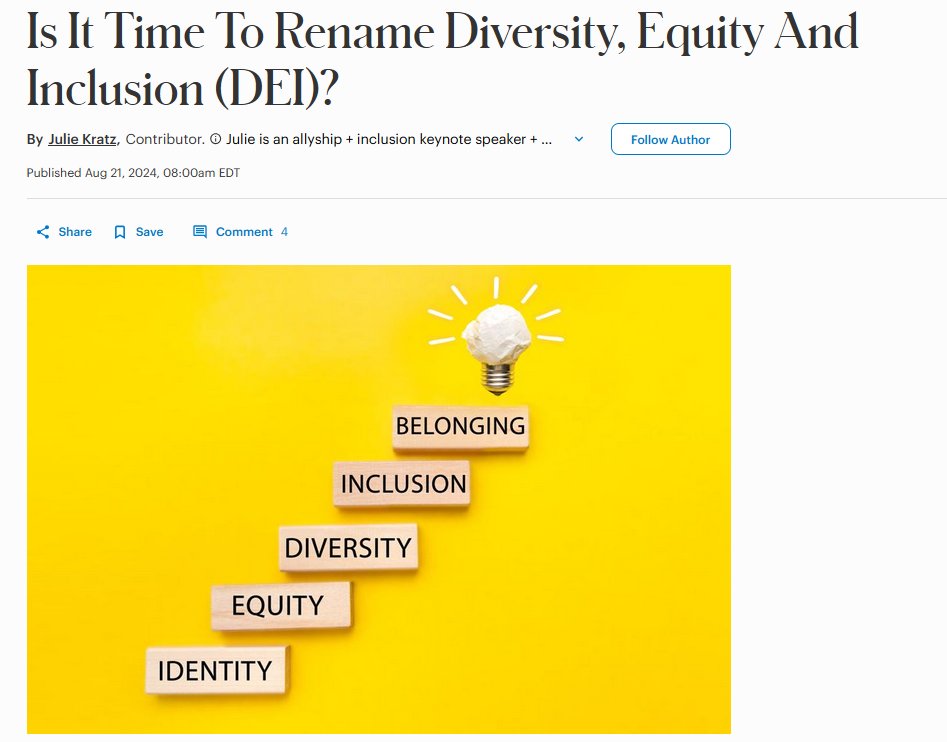 Is It Time To Rename Diversity, Equity And
Inclusion (DEI)?
By Julie Kratz, Contributor. ⓘ Julie is an allyship + inclusion keynote speaker + ...
Follow Author
Published Aug 21, 2024, 08:00am EDT
Share Save Comment 4
BELONGING
INCLUSION
DIVERSITY
EQUITY
IDENTITY